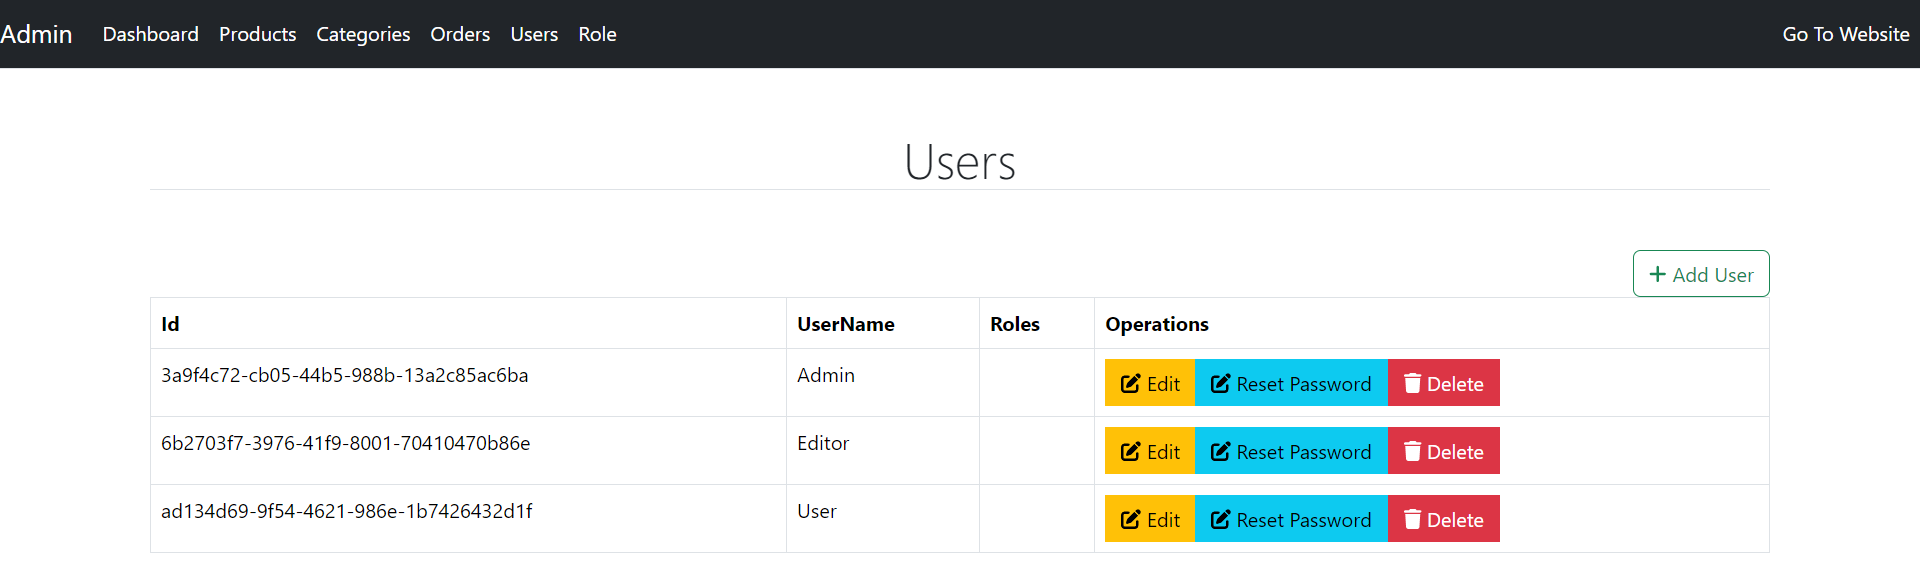 Admin Dashboard Products Categories Orders Users Role Go To Website
Users
Add User
Id UserName Roles Operations
3a9f4c72-cb05-44b5-988b-13a2c85ac6ba Admin Edit Reset Password Delete
6b2703f7-3976-41f9-8001-70410470b86e Editor Edit Reset Password Delete
ad134d69-9f54-4621-986e-1b7426432d1f User Edit Reset Password Delete